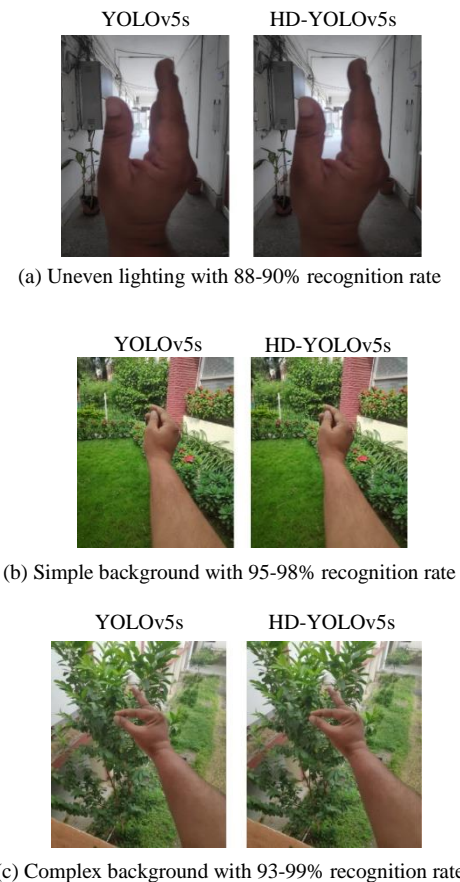 YOLOv5s HD-YOLOv5s
(a) Uneven lighting with 88-90% recognition rate
YOLOv5s HD-YOLOv5s
(b) Simple background with 95-98% recognition rate
YOLOv5s HD-YOLOv5s
(c) Complex background with 93-99% recognition rate